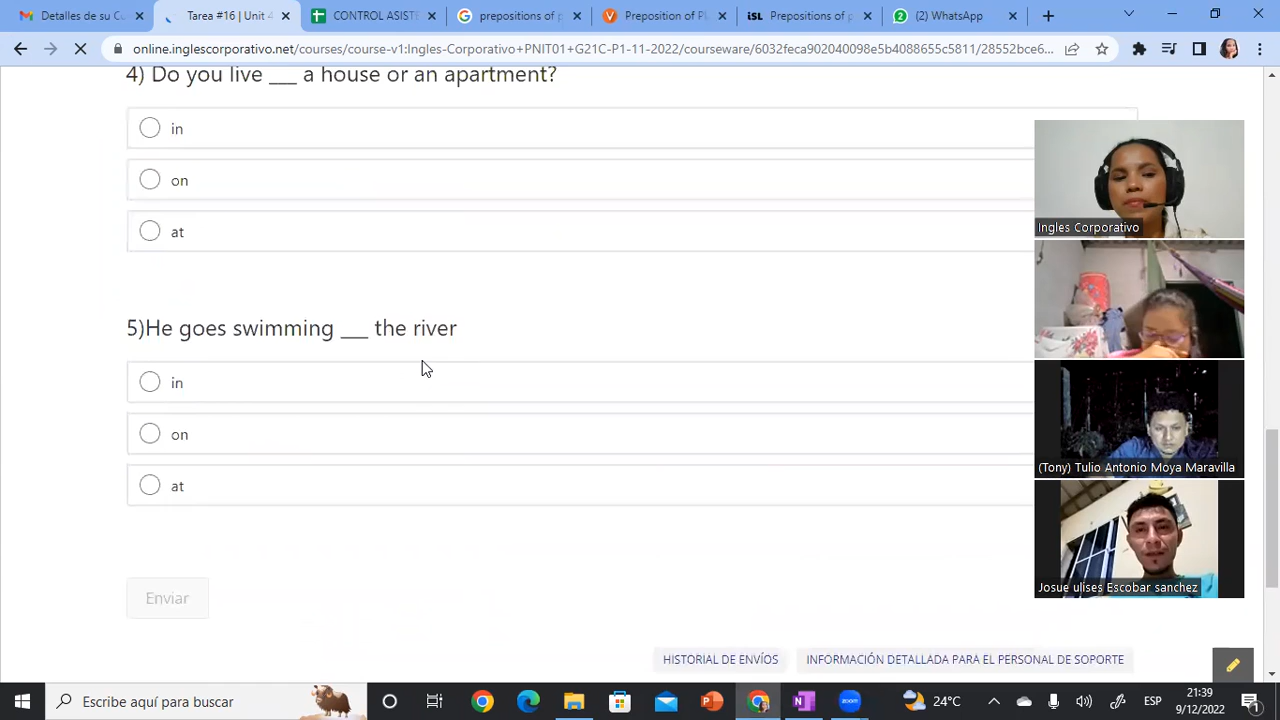 Detalles de su C
Tarea #16 | Unit 4
CONTROL ASIST
prepositions of p
Preposition of Pl
iSL
Prepositions of p
(2) WhatsApp
online.inglescorporativo.net/courses/course-v1:Ingles-Corporativo+PNIT01+G21C-P1-11-2022/courseware/6032feca902040098e5b4088655c5811/28552bce6...
4) Do you live ___ a house or an apartment?
in
on
at
Ingles Corporativo
5)He goes swimming ___ the river
in
on
at
(Tony) Tulio Antonio Moya Maravilla
Josue ulises Escobar sanchez
Enviar
HISTORIAL DE ENVÍOS
INFORMACIÓN DETALLADA PARA EL PERSONAL DE SOPORTE
Escribe aquí para buscar
24°C
ESP
21:39
9/12/2022